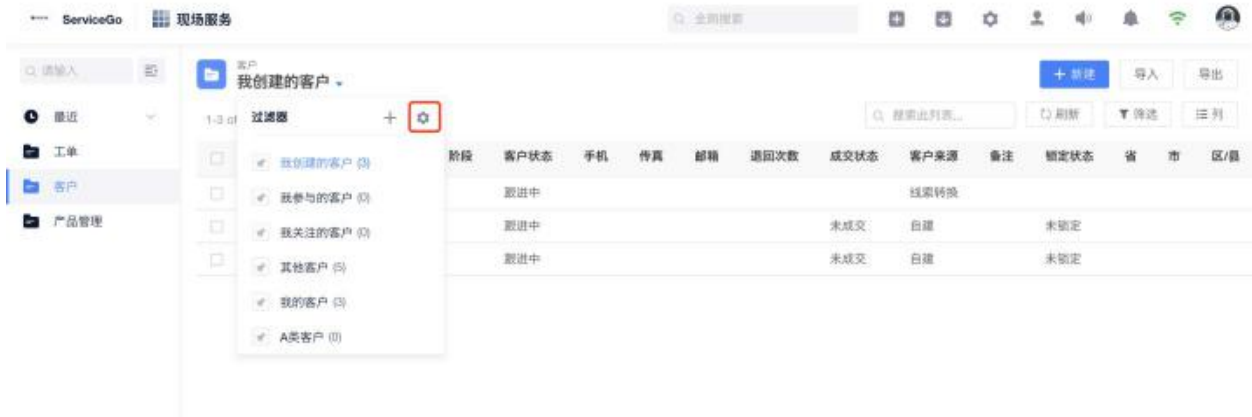 ServiceGo 现场服务 全局搜索
请输入
最近
工单
客户
产品管理
客户
我创建的客户
+ 新建 导入 导出
1-3 of
搜索此列表... 刷新 筛选 列
过滤器
我创建的客户 (3)
我参与的客户 (0)
我关注的客户 (0)
其他客户 (5)
我的客户 (3)
A类客户 (0)
阶段 客户状态 手机 传真 邮箱 退回次数 成交状态 客户来源 备注 锁定状态 省 市 区/县
跟进中 线索转换
跟进中 未成交 自建 未锁定
跟进中 未成交 自建 未锁定